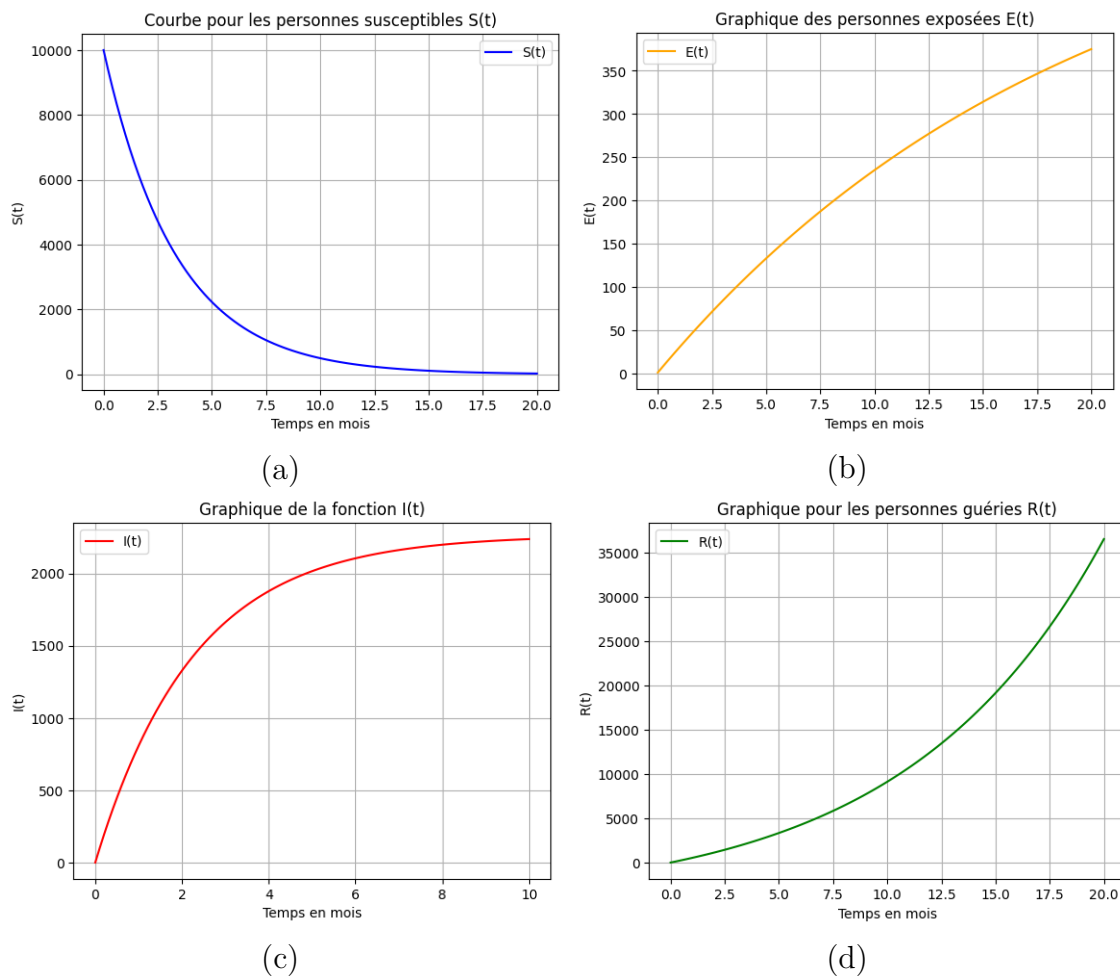 Courbe pour les personnes susceptibles S(t)
S(t)
10000
8000
6000
4000
2000
0
S(t)
0.0 2.5 5.0 7.5 10.0 12.5 15.0 17.5 20.0
Temps en mois
(a)
Graphique des personnes exposées E(t)
E(t)
350
300
250
200
150
100
50
0
E(t)
0.0 2.5 5.0 7.5 10.0 12.5 15.0 17.5 20.0
Temps en mois
(b)
Graphique de la fonction I(t)
I(t)
2000
1500
1000
500
0
I(t)
0 2 4 6 8 10
Temps en mois
(c)
Graphique pour les personnes guéries R(t)
R(t)
35000
30000
25000
20000
15000
10000
5000
0
R(t)
0.0 2.5 5.0 7.5 10.0 12.5 15.0 17.5 20.0
Temps en mois
(d)